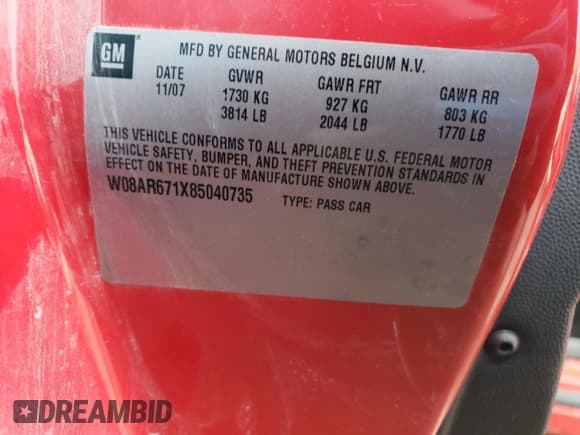 GM
MFD BY GENERAL MOTORS BELGIUM N.V.
DATE GVWR GAWR FRT GAWR RR
11/07 1730 KG 927 KG 803 KG
3814 LB 2044 LB 1770 LB
THIS VEHICLE CONFORMS TO ALL APPLICABLE U.S. FEDERAL MOTOR
VEHICLE SAFETY, BUMPER, AND THEFT PREVENTION STANDARDS IN
EFFECT ON THE DATE OF MANUFACTURE SHOWN ABOVE.
W08AR671X85040735 TYPE: PASS CAR
DREAMBID